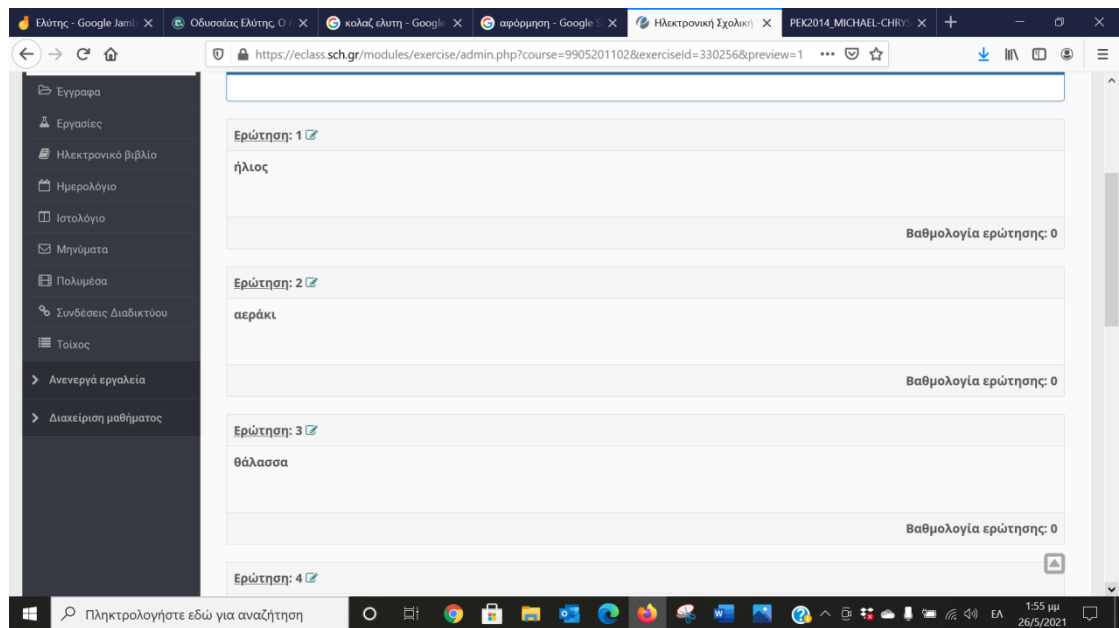 Ελύτης - Google Jamb
Οδυσσέας Ελύτης, Ο
κολαζ ελυτη - Google
αφόρμηση - Google S
Ηλεκτρονική Σχολική
PEK2014_MICHAEL-CHRYS
https://eclass.sch.gr/modules/exercise/admin.php?course=9905201102&exerciseId=330256&preview=1
Έγγραφα
Εργασίες
Ηλεκτρονικό βιβλίο
Ημερολόγιο
Ιστολόγιο
Μηνύματα
Πολυμέσα
Συνδέσεις Διαδικτύου
Τοίχος
Ανενεργά εργαλεία
Διαχείριση μαθήματος
Ερώτηση: 1
ήλιος
Βαθμολογία ερώτησης: 0
Ερώτηση: 2
αεράκι
Βαθμολογία ερώτησης: 0
Ερώτηση: 3
θάλασσα
Βαθμολογία ερώτησης: 0
Ερώτηση: 4
Πληκτρολογήστε εδώ για αναζήτηση
ΕΛ
1:55 μμ
26/5/2021